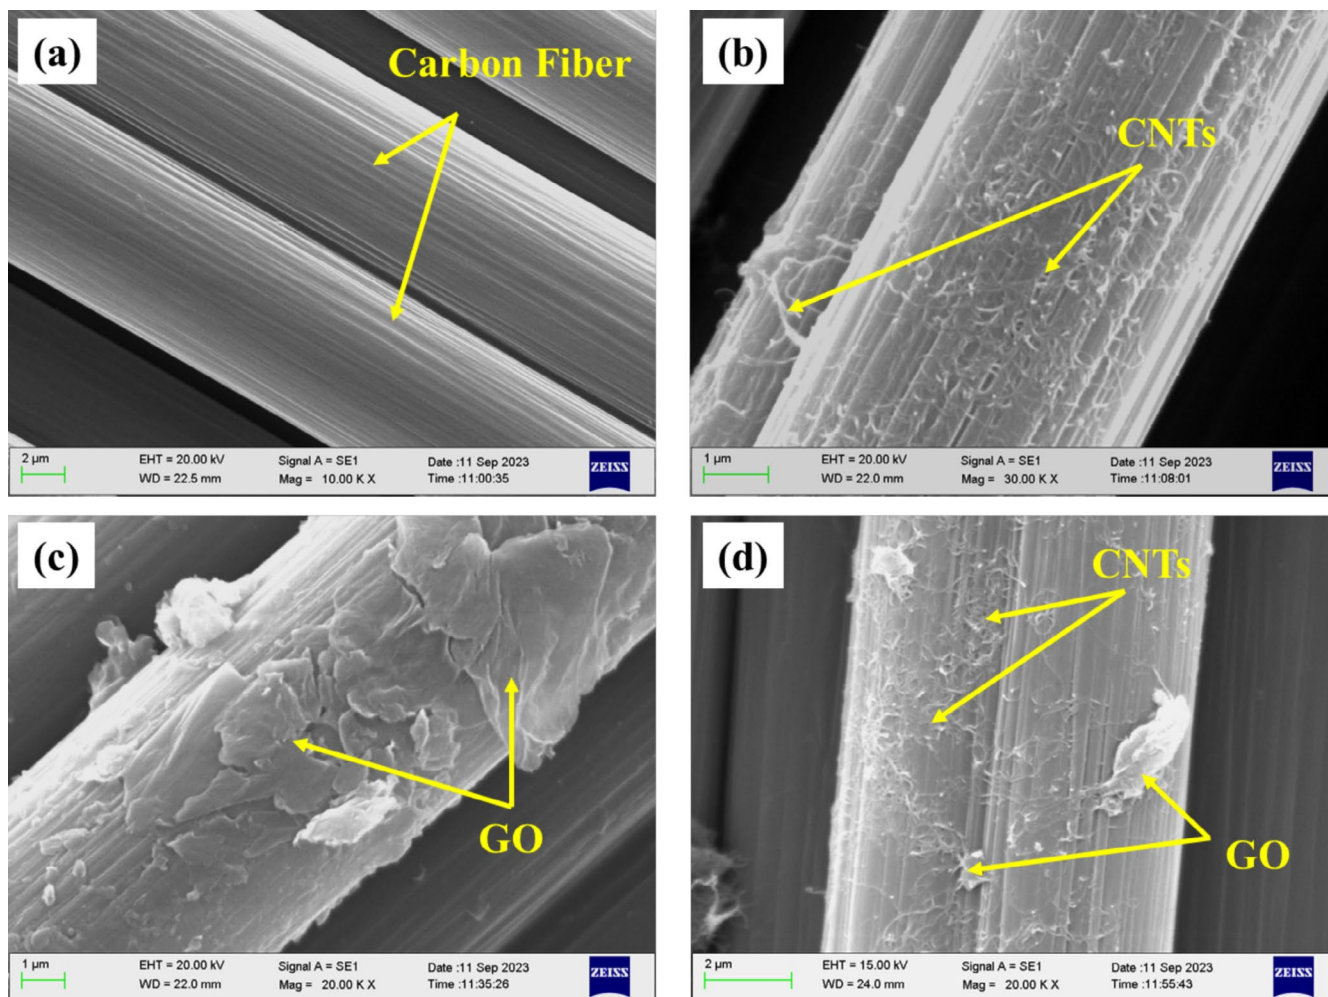 (a)
Carbon Fiber
2 µm
EHT = 20.00 kV
WD = 22.5 mm
Signal A = SE1
Mag = 10.00 K X
Date :11 Sep 2023
Time :11:00:35
ZEISS
(b)
CNTs
1 µm
EHT = 20.00 kV
WD = 22.0 mm
Signal A = SE1
Mag = 30.00 K X
Date :11 Sep 2023
Time :11:08:01
ZEISS
(c)
GO
1 µm
EHT = 20.00 kV
WD = 22.0 mm
Signal A = SE1
Mag = 20.00 K X
Date :11 Sep 2023
Time :11:35:26
ZEISS
(d)
CNTs
GO
2 µm
EHT = 15.00 kV
WD = 24.0 mm
Signal A = SE1
Mag = 20.00 K X
Date :11 Sep 2023
Time :11:55:43
ZEISS